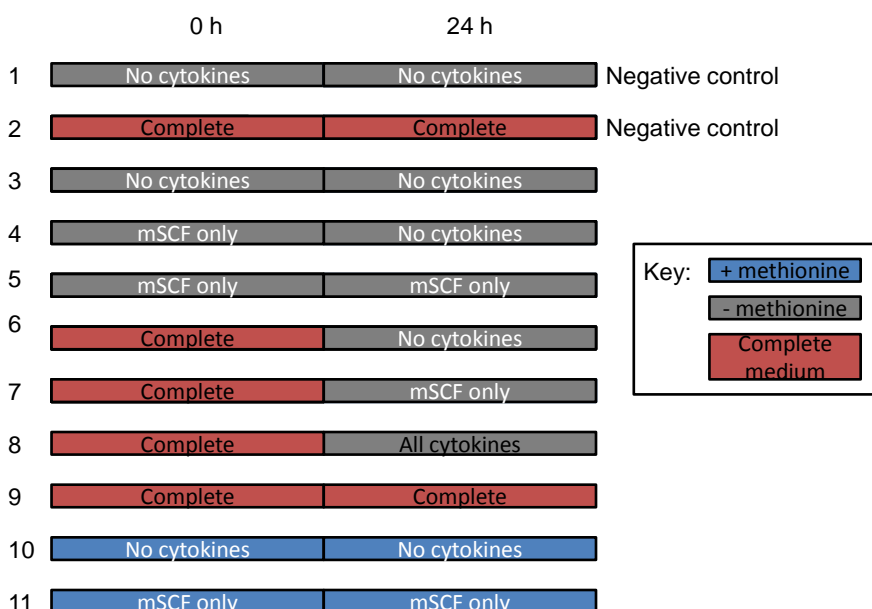 0 h 24 h
1 No cytokines No cytokines Negative control
2 Complete Complete Negative control
3 No cytokines No cytokines
4 mSCF only No cytokines
5 mSCF only mSCF only
6 Complete No cytokines
7 Complete mSCF only
8 Complete All cytokines
9 Complete Complete
10 No cytokines No cytokines
11 mSCF only mSCF only
Key: + methionine
- methionine
Complete
medium